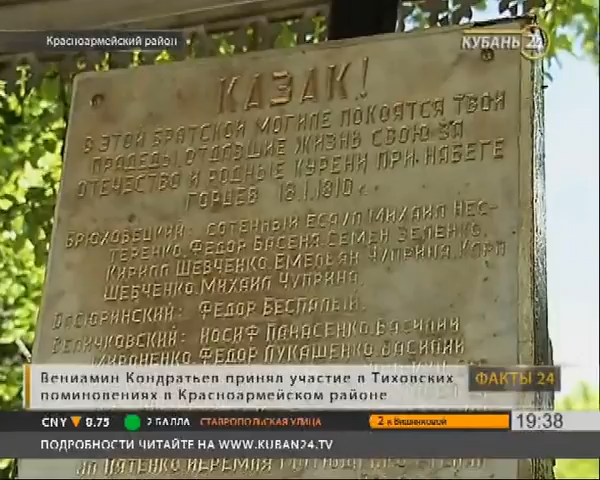 Красноармейский район
КУБАНЬ 24
КАЗАК!
В ЭТОЙ БРАТСКОЙ МОГИЛЕ ПОКОЯТСЯ ТВОИ
ПРАДЕДЫ, ОТДАВШИЕ ЖИЗНЬ СВОЮ ЗА
ОТЕЧЕСТВО И РОДНЫЕ КУРЕНИ ПРИ НАБЕГЕ
ГОРЦЕВ 18.1.1810 г.
БРЮХОВЕЦКИЙ: СОТЕННЫЙ ЕСАУЛ МИХАИЛ НЕС-
ТЕРЕНКО, ФЕДОР БАСЕНЯ, СЕМЕН ЗЕЛЕНКО,
КИРИЛЛ ШЕВЧЕНКО, ЕМЕЛЬЯН ЧУПРИНА, КАРП
ШЕВЧЕНКО, МИХАИЛ ЧУПРИНА.
ВАСЮРИНСКИЙ: ФЕДОР БЕСПАЛЫЙ.
ВЕЛИЧКОВСКИЙ: ИОСИФ ПАНАСЕНКО, ВАСИЛИЙ
МИРОНЕНКО, ФЕДОР ЛУКАШЕНКО, ВАСИЛИЙ
Вениамин Кондратьев принял участие в Тиховских
поминовениях в Красноармейском районе
ФАКТЫ 24
CNY 8.75 2 БАЛЛА СТАВРОПОЛЬСКАЯ УЛИЦА 2 к Вишняковой 19:38
ПОДРОБНОСТИ ЧИТАЙТЕ НА WWW.KUBAN24.TV